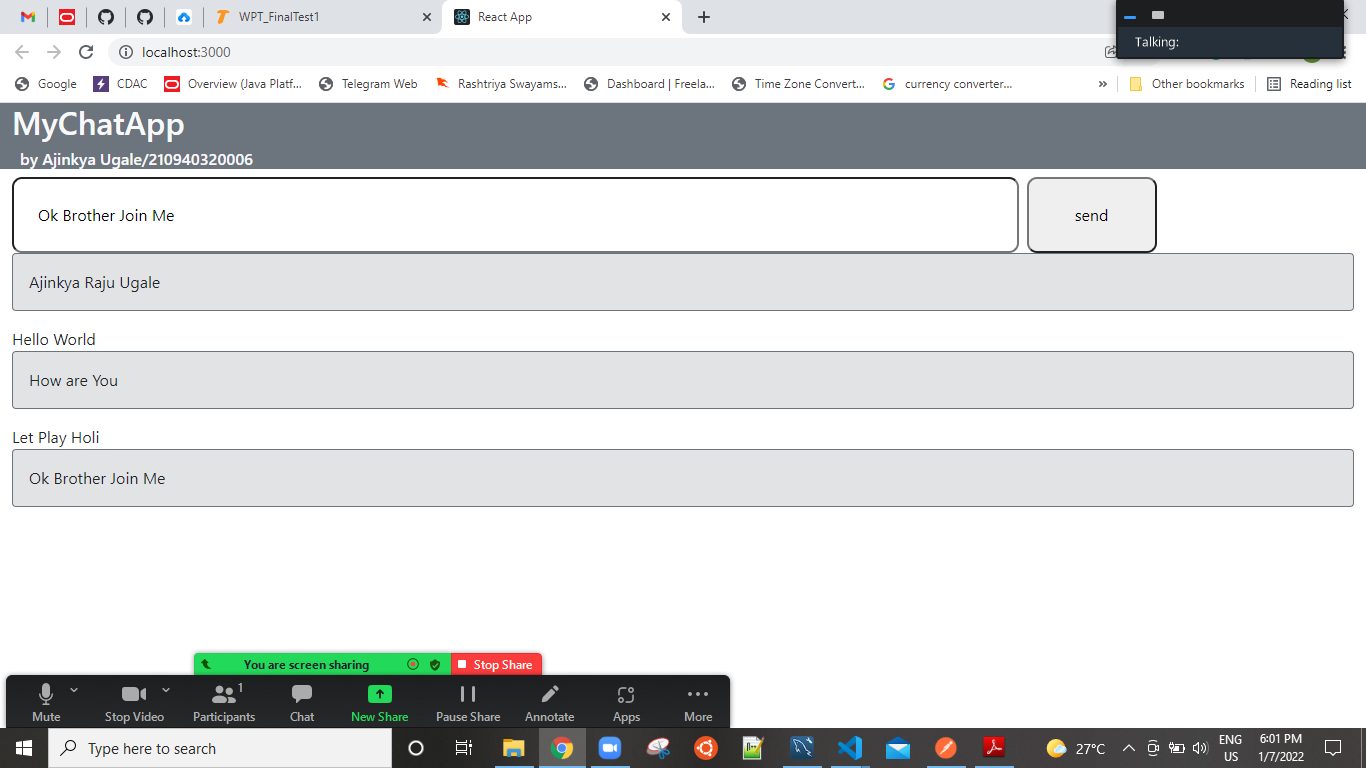 WPT_FinalTest1
React App
Talking:
localhost:3000
Google
CDAC
Overview (Java Platf...
Telegram Web
Rashtriya Swayams...
Dashboard | Freela...
Time Zone Convert...
currency converter...
»
Other bookmarks
Reading list
MyChatApp
by Ajinkya Ugale/210940320006
Ok Brother Join Me
send
Ajinkya Raju Ugale
Hello World
How are You
Let Play Holi
Ok Brother Join Me
You are screen sharing
Stop Share
Mute
Stop Video
1
Participants
Chat
New Share
Pause Share
Annotate
Apps
More
Type here to search
27°C
ENG
US
6:01 PM
1/7/2022